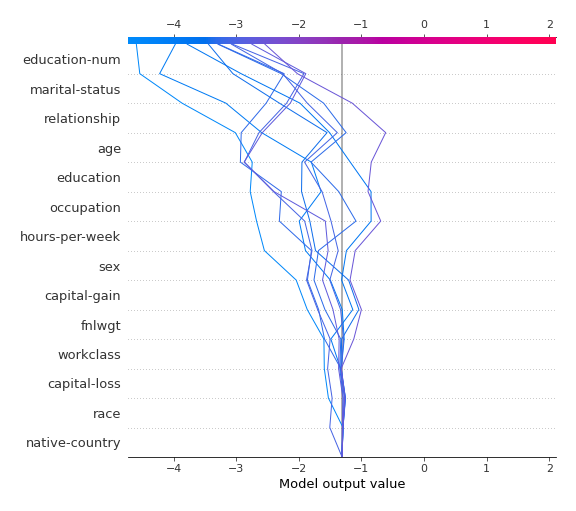 −4 −3 −2 −1 0 1 2
education-num
marital-status
relationship
age
education
occupation
hours-per-week
sex
capital-gain
fnlwgt
workclass
capital-loss
race
native-country
−4 −3 −2 −1 0 1 2
Model output value